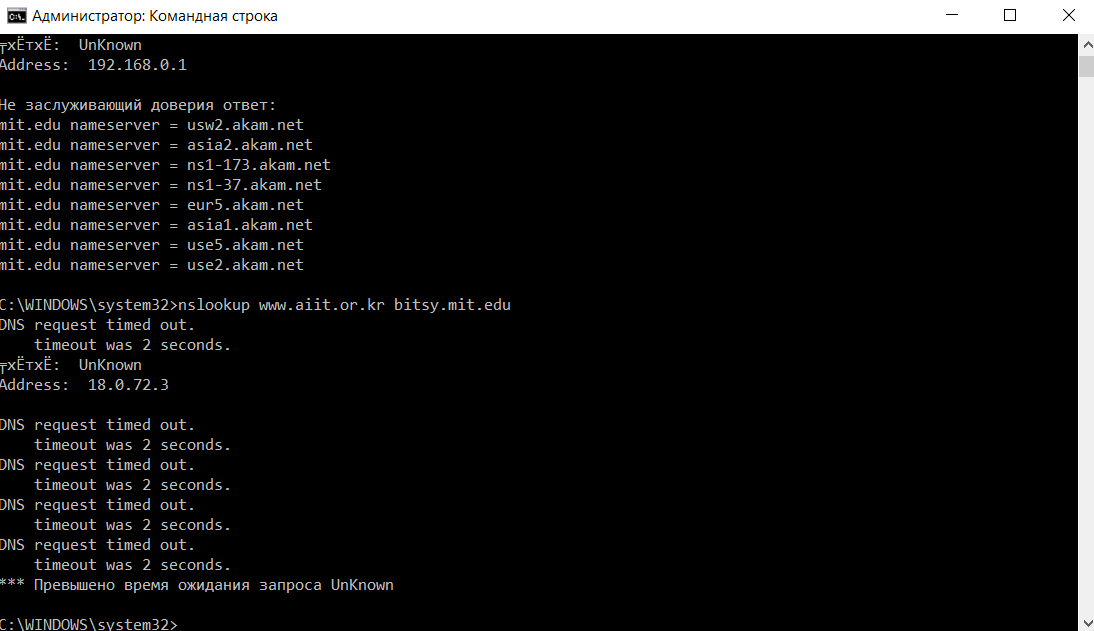 Администратор: Командная строка
╤хЁтхЁ:  UnKnown
Address:  192.168.0.1
Не заслуживающий доверия ответ:
mit.edu nameserver = usw2.akam.net
mit.edu nameserver = asia2.akam.net
mit.edu nameserver = ns1-173.akam.net
mit.edu nameserver = ns1-37.akam.net
mit.edu nameserver = eur5.akam.net
mit.edu nameserver = asia1.akam.net
mit.edu nameserver = use5.akam.net
mit.edu nameserver = use2.akam.net
C:\WINDOWS\system32>nslookup www.aiit.or.kr bitsy.mit.edu
DNS request timed out.
    timeout was 2 seconds.
╤хЁтхЁ:  UnKnown
Address:  18.0.72.3
DNS request timed out.
    timeout was 2 seconds.
DNS request timed out.
    timeout was 2 seconds.
DNS request timed out.
    timeout was 2 seconds.
DNS request timed out.
    timeout was 2 seconds.
*** Превышено время ожидания запроса UnKnown
C:\WINDOWS\system32>